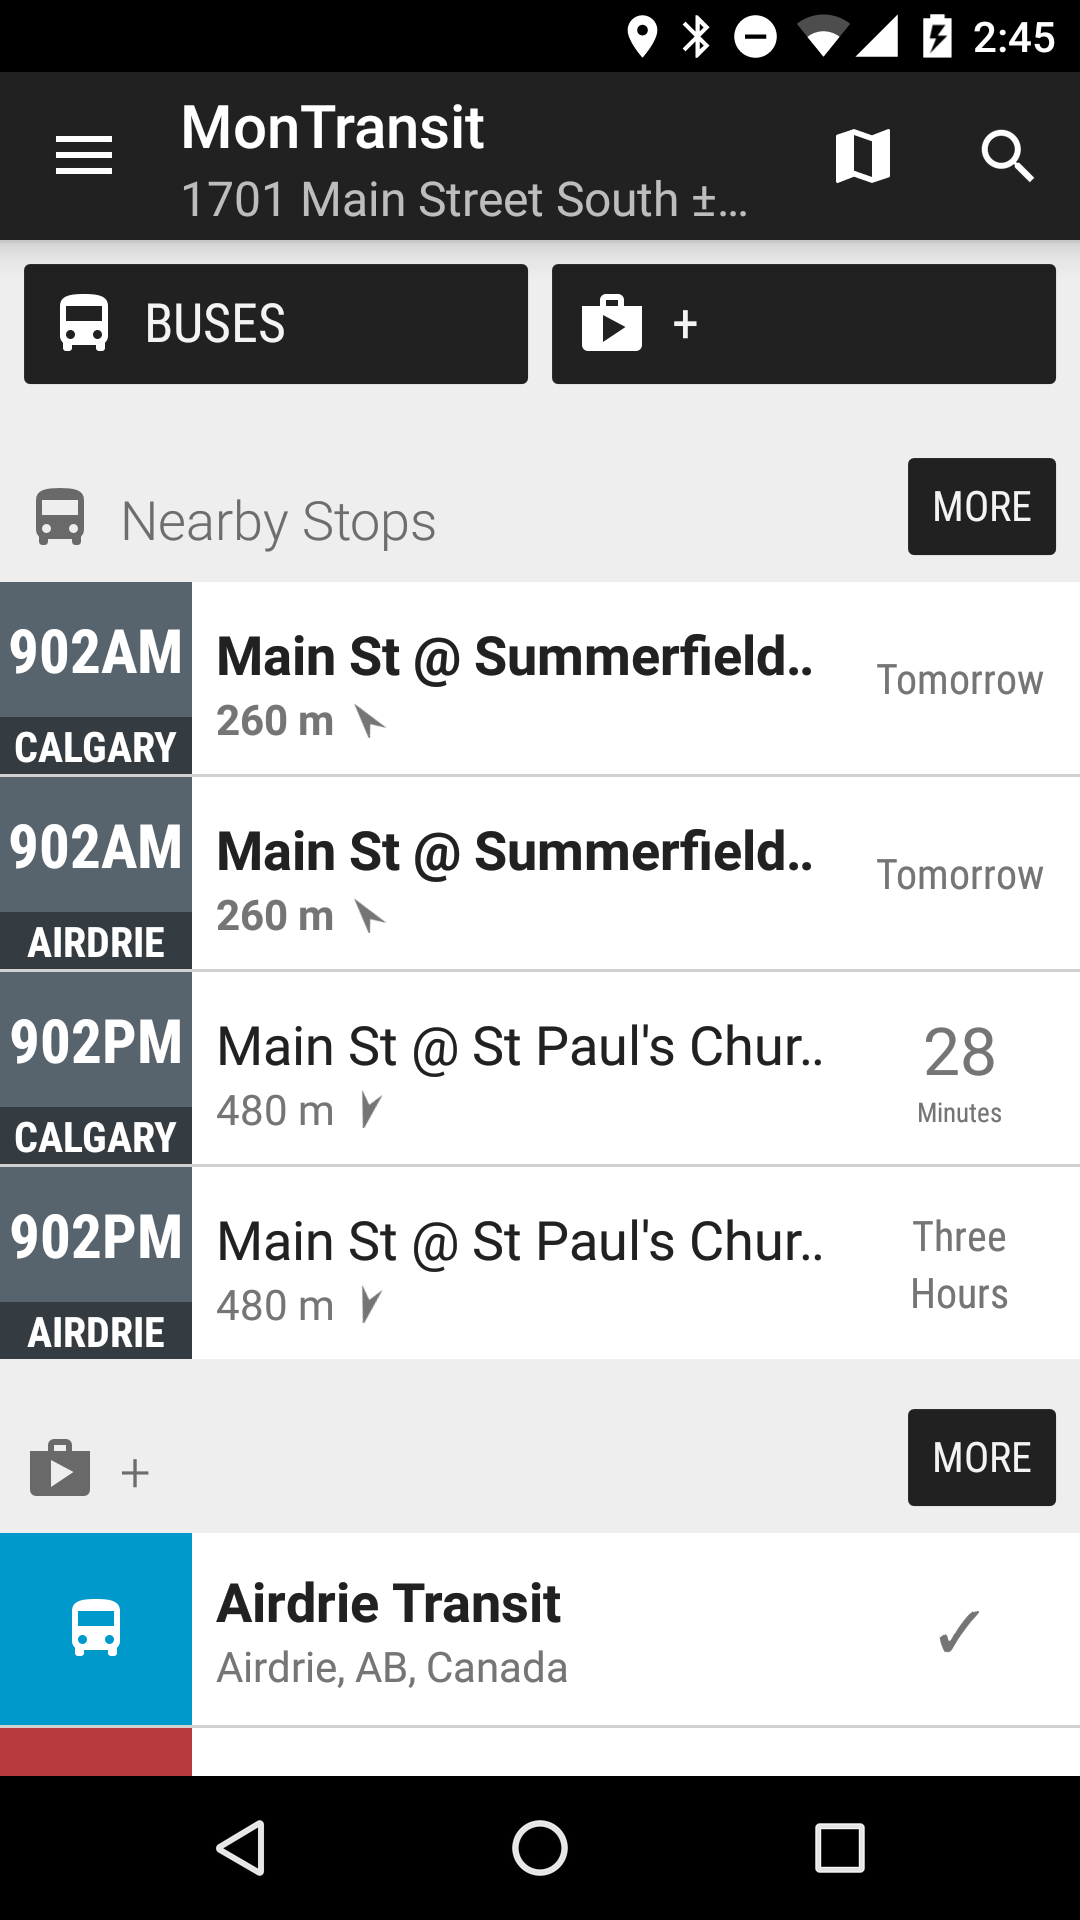 2:45
MonTransit
1701 Main Street South ±...
BUSES
+
Nearby Stops
MORE
902AM
CALGARY
Main St @ Summerfield..
260 m
Tomorrow
902AM
AIRDRIE
Main St @ Summerfield..
260 m
Tomorrow
902PM
CALGARY
Main St @ St Paul's Chur..
480 m
28
Minutes
902PM
AIRDRIE
Main St @ St Paul's Chur..
480 m
Three
Hours
+
MORE
Airdrie Transit
Airdrie, AB, Canada
✓